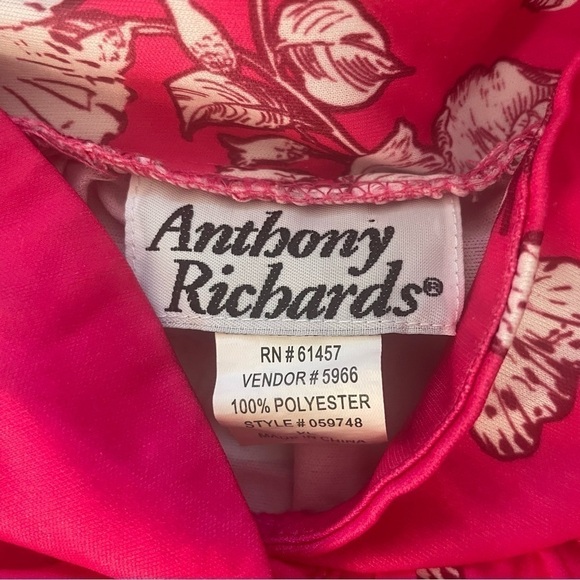 Anthony
Richards®
RN # 61457
VENDOR # 5966
100% POLYESTER
STYLE # 059748
MADE IN CHINA